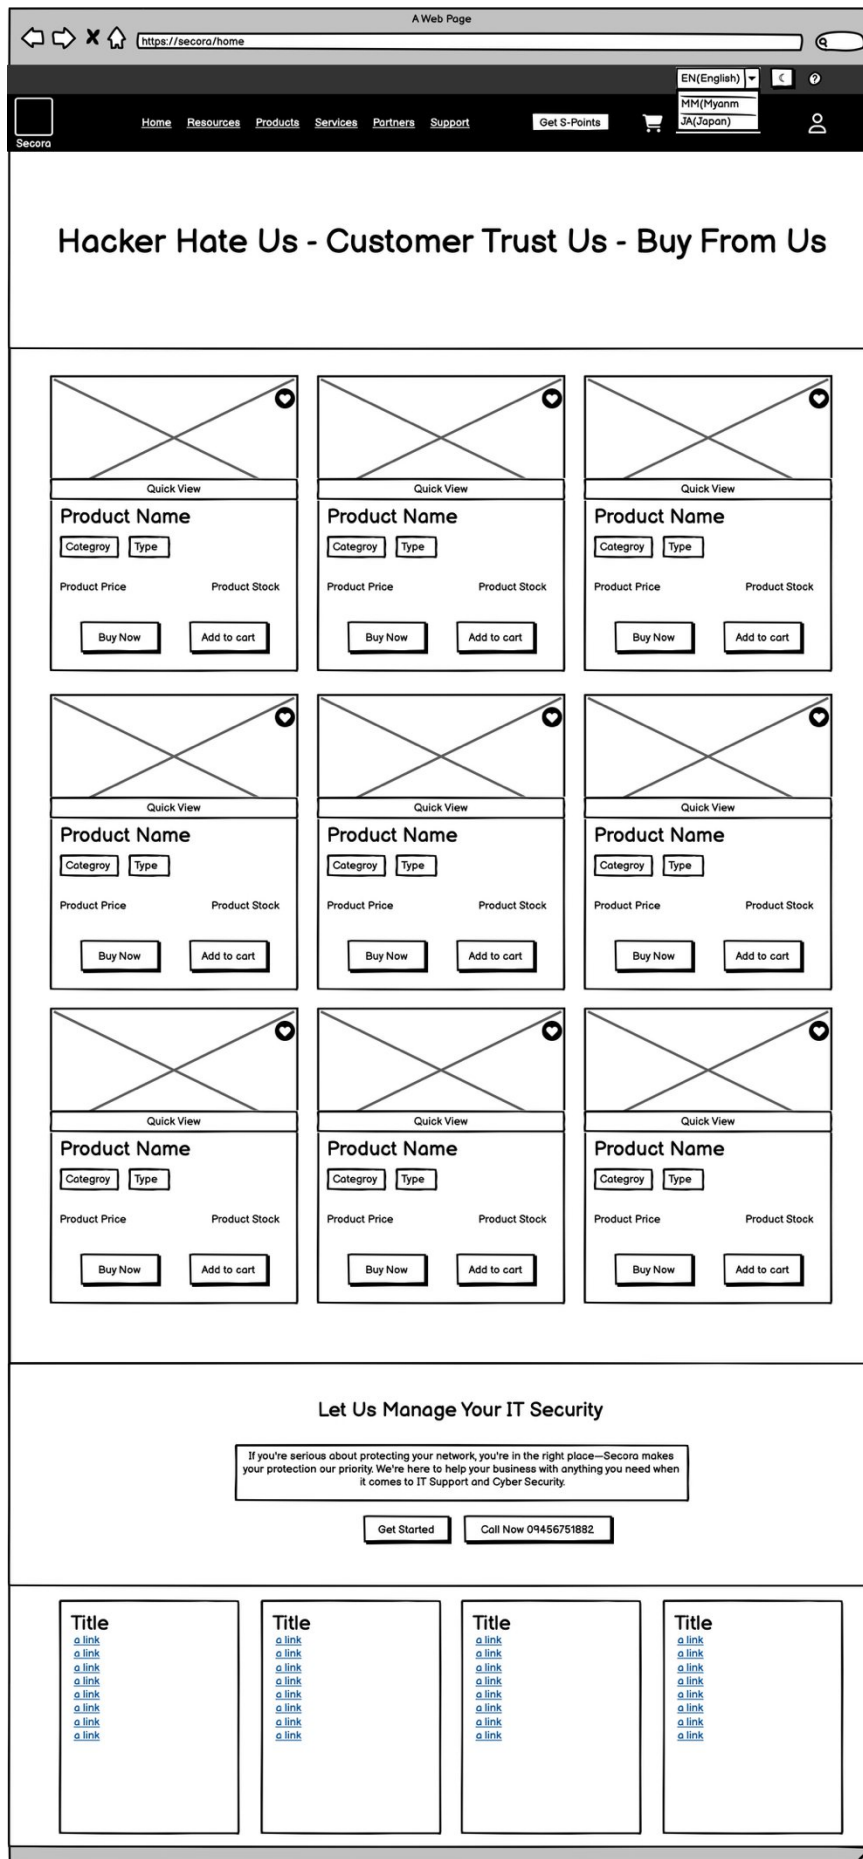 A Web Page
https://secora/home
EN(English)
MM(Myanm
JA(Japan)
Secora
Home Resources Products Services Partners Support Get S-Points
Hacker Hate Us - Customer Trust Us - Buy From Us
Quick View Quick View Quick View
Product Name Product Name Product Name
Categroy Type Categroy Type Categroy Type
Product Price Product Stock Product Price Product Stock Product Price Product Stock
Buy Now Add to cart Buy Now Add to cart Buy Now Add to cart
Quick View Quick View Quick View
Product Name Product Name Product Name
Categroy Type Categroy Type Categroy Type
Product Price Product Stock Product Price Product Stock Product Price Product Stock
Buy Now Add to cart Buy Now Add to cart Buy Now Add to cart
Quick View Quick View Quick View
Product Name Product Name Product Name
Categroy Type Categroy Type Categroy Type
Product Price Product Stock Product Price Product Stock Product Price Product Stock
Buy Now Add to cart Buy Now Add to cart Buy Now Add to cart
Let Us Manage Your IT Security
If you're serious about protecting your network, you're in the right place—Secora makes
your protection our priority. We're here to help your business with anything you need when
it comes to IT Support and Cyber Security.
Get Started Call Now 09456751882
Title Title Title Title
a link a link a link a link
a link a link a link a link
a link a link a link a link
a link a link a link a link
a link a link a link a link
a link a link a link a link
a link a link a link a link
a link a link a link a link